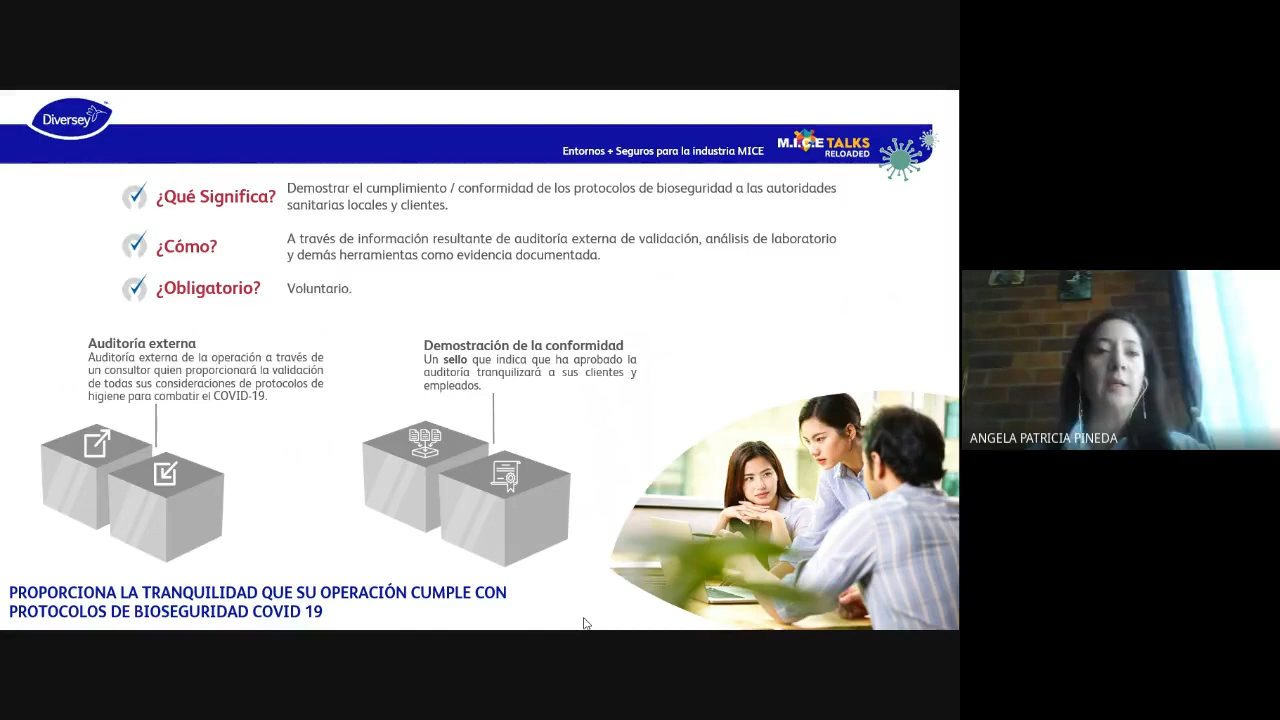 Diversey
Entornos + Seguros para la industria MICE
M.I.C.E TALKS
RELOADED
¿Qué Significa?
Demostrar el cumplimiento / conformidad de los protocolos de bioseguridad a las autoridades
sanitarias locales y clientes.
¿Cómo?
A través de información resultante de auditoría externa de validación, análisis de laboratorio
y demás herramientas como evidencia documentada.
¿Obligatorio?
Voluntario.
Auditoría externa
Auditoría externa de la operación a través de
un consultor quien proporcionará la validación
de todas sus consideraciones de protocolos de
higiene para combatir el COVID-19.
Demostración de la conformidad
Un sello que indica que ha aprobado la
auditoría tranquilizará a sus clientes y
empleados.
PROPORCIONA LA TRANQUILIDAD QUE SU OPERACIÓN CUMPLE CON
PROTOCOLOS DE BIOSEGURIDAD COVID 19
ANGELA PATRICIA PINEDA